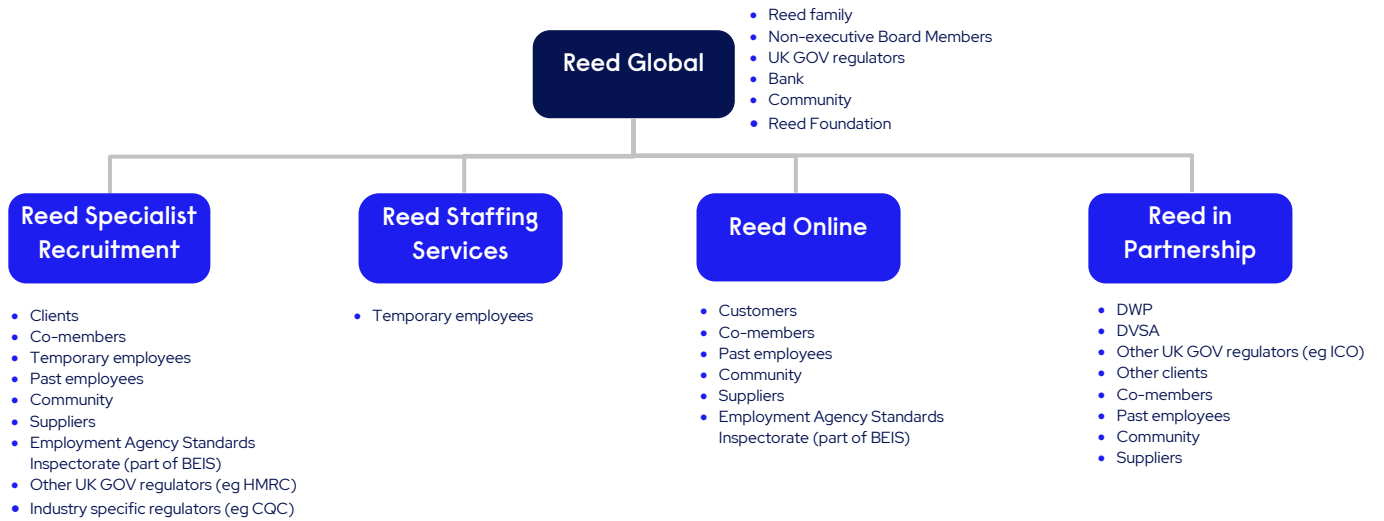 Reed Global
Reed family
Non-executive Board Members
UK GOV regulators
Bank
Community
Reed Foundation
Reed Specialist
Recruitment
Clients
Co-members
Temporary employees
Past employees
Community
Suppliers
Employment Agency Standards
Inspectorate (part of BEIS)
Other UK GOV regulators (eg HMRC)
Industry specific regulators (eg CQC)
Reed Staffing
Services
Temporary employees
Reed Online
Customers
Co-members
Past employees
Community
Suppliers
Employment Agency Standards
Inspectorate (part of BEIS)
Reed in
Partnership
DWP
DVSA
Other UK GOV regulators (eg ICO)
Other clients
Co-members
Past employees
Community
Suppliers